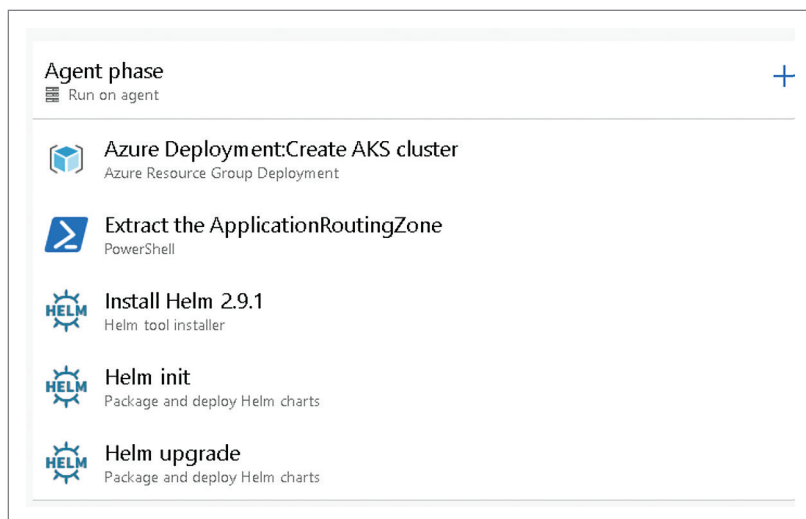 Agent phase
Run on agent
Azure Deployment:Create AKS cluster
Azure Resource Group Deployment
Extract the ApplicationRoutingZone
PowerShell
HELM
Install Helm 2.9.1
Helm tool installer
HELM
Helm init
Package and deploy Helm charts
HELM
Helm upgrade
Package and deploy Helm charts